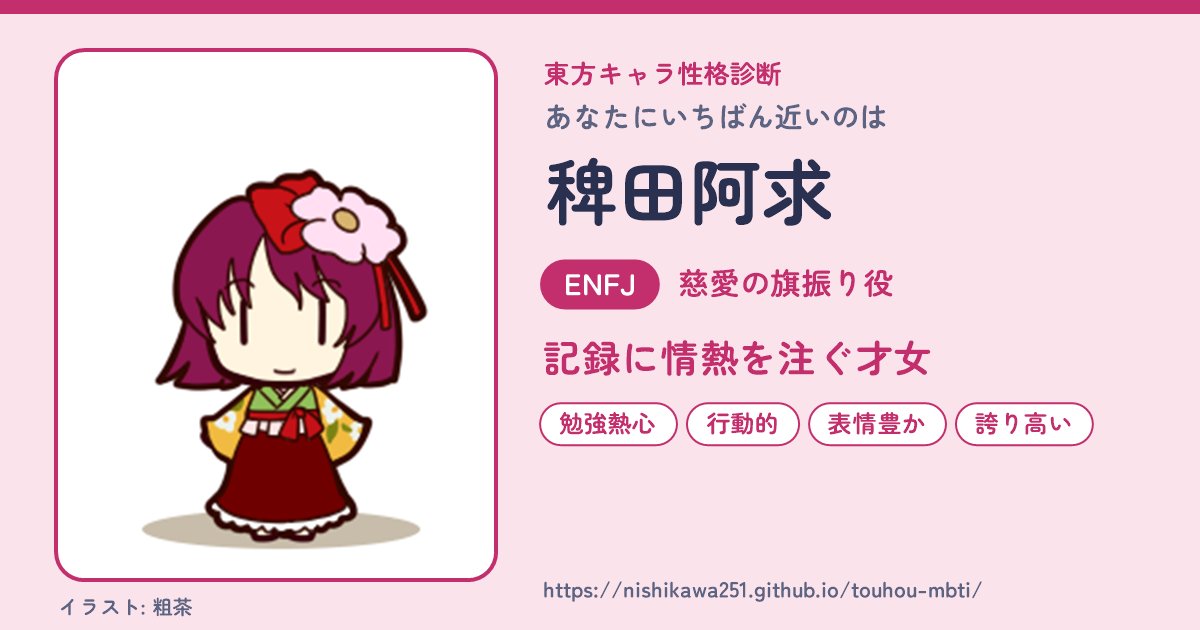 東方キャラ性格診断
あなたにいちばん近いのは
稗田阿求
ENFJ 慈愛の旗振り役
記録に情熱を注ぐ才女
勉強熱心 行動的 表情豊か 誇り高い
https://nishikawa251.github.io/touhou-mbti/
イラスト: 粗茶